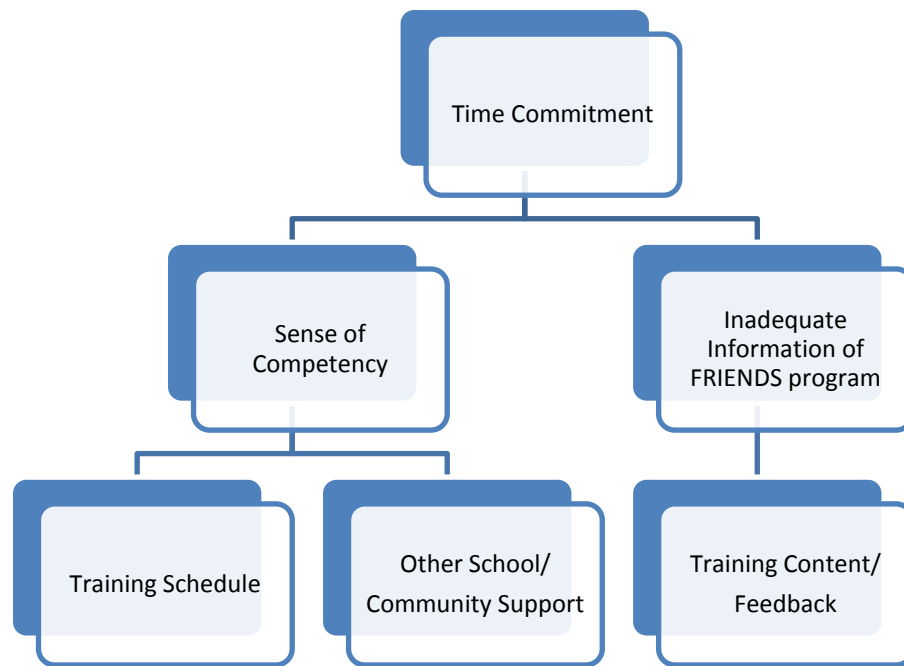 Time Commitment
Sense of
Competency
Inadequate
Information of
FRIENDS program
Training Schedule
Other School/
Community Support
Training Content/
Feedback